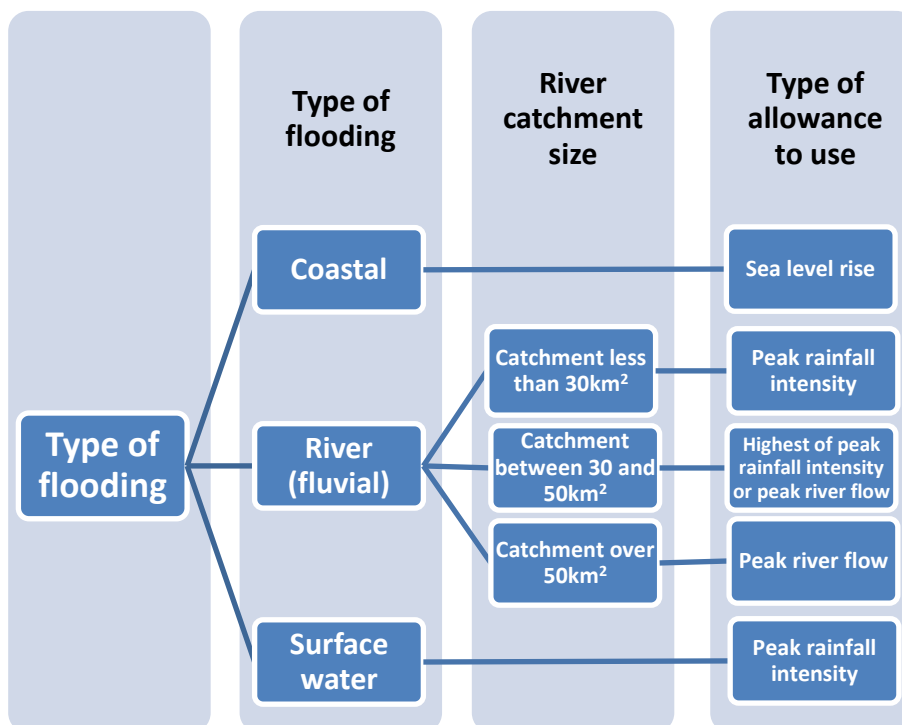 Type of
flooding
River
catchment
size
Type of
allowance
to use
Type of
flooding
Coastal
Sea level rise
River
(fluvial)
Catchment less
than 30km²
Peak rainfall
intensity
Catchment
between 30 and
50km²
Highest of peak
rainfall intensity
or peak river flow
Catchment over
50km²
Peak river flow
Surface
water
Peak rainfall
intensity